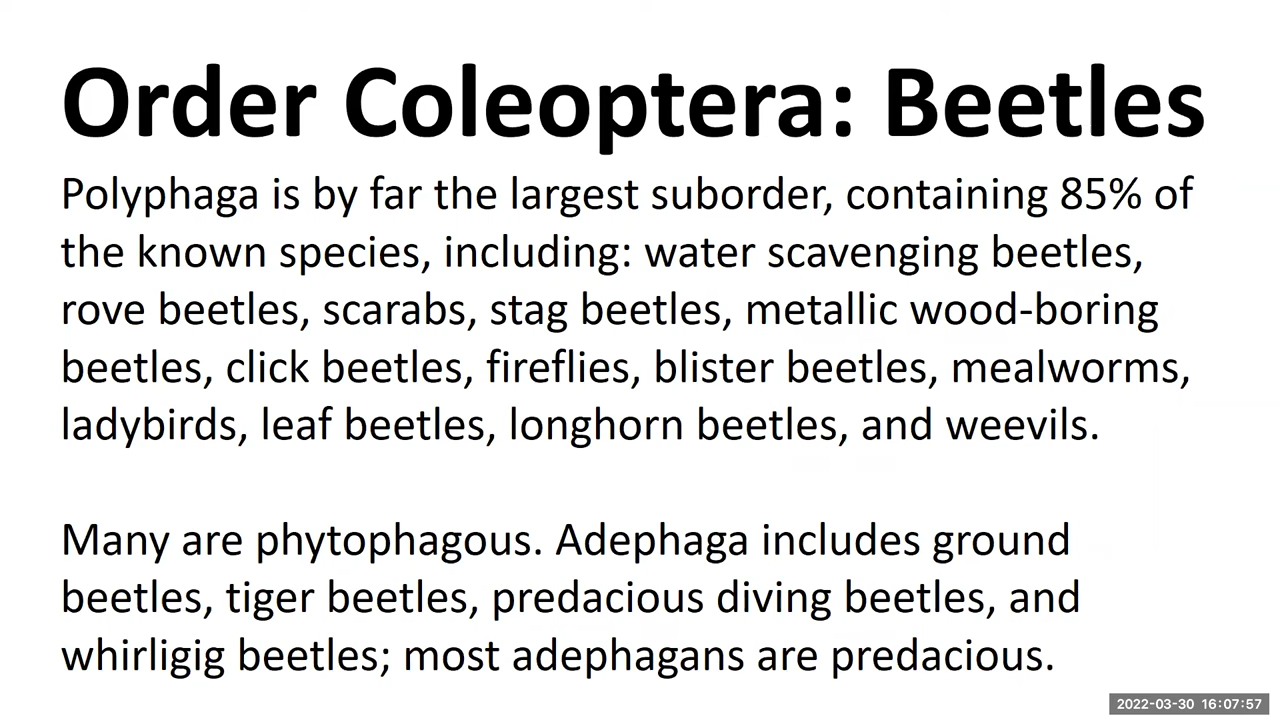 Order Coleoptera: Beetles
Polyphaga is by far the largest suborder, containing 85% of
the known species, including: water scavenging beetles,
rove beetles, scarabs, stag beetles, metallic wood-boring
beetles, click beetles, fireflies, blister beetles, mealworms,
ladybirds, leaf beetles, longhorn beetles, and weevils.
Many are phytophagous. Adephaga includes ground
beetles, tiger beetles, predacious diving beetles, and
whirligig beetles; most adephagans are predacious.
2022-03-30 16:07:57